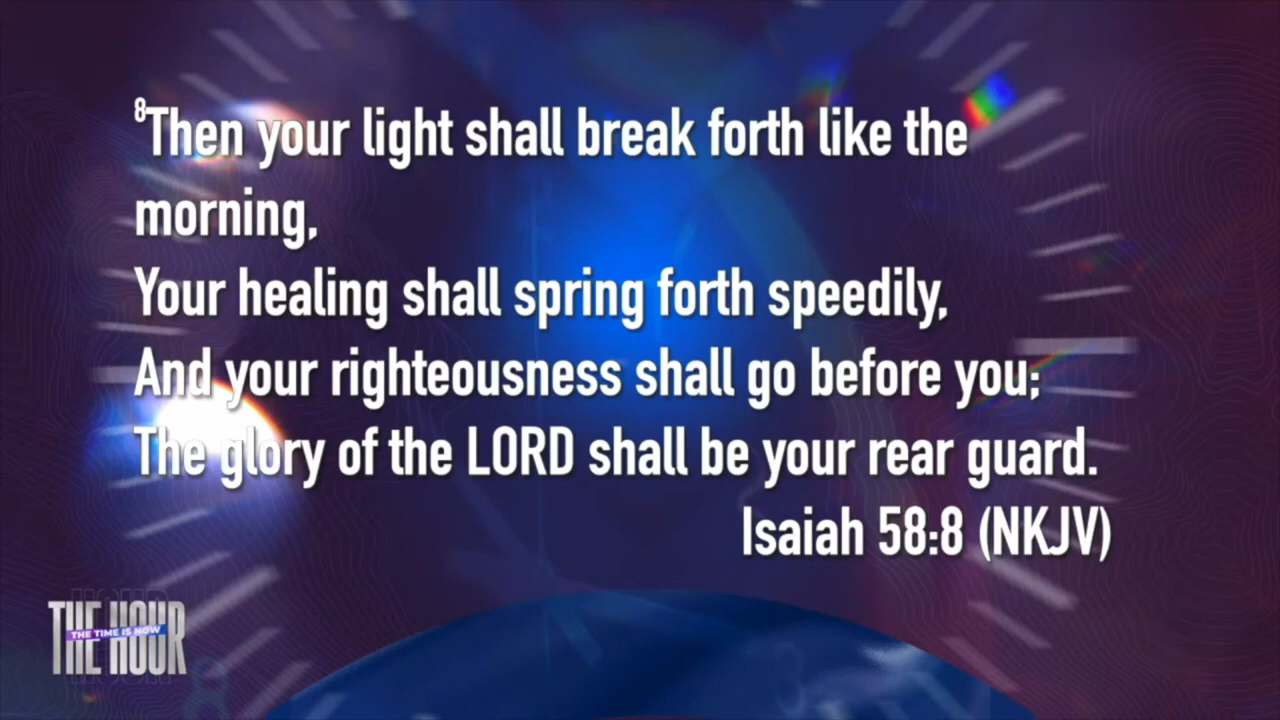 ⁸Then your light shall break forth like the
morning,
Your healing shall spring forth speedily,
And your righteousness shall go before you;
The glory of the LORD shall be your rear guard.
Isaiah 58:8 (NKJV)
THE HOUR
THE TIME IS NOW